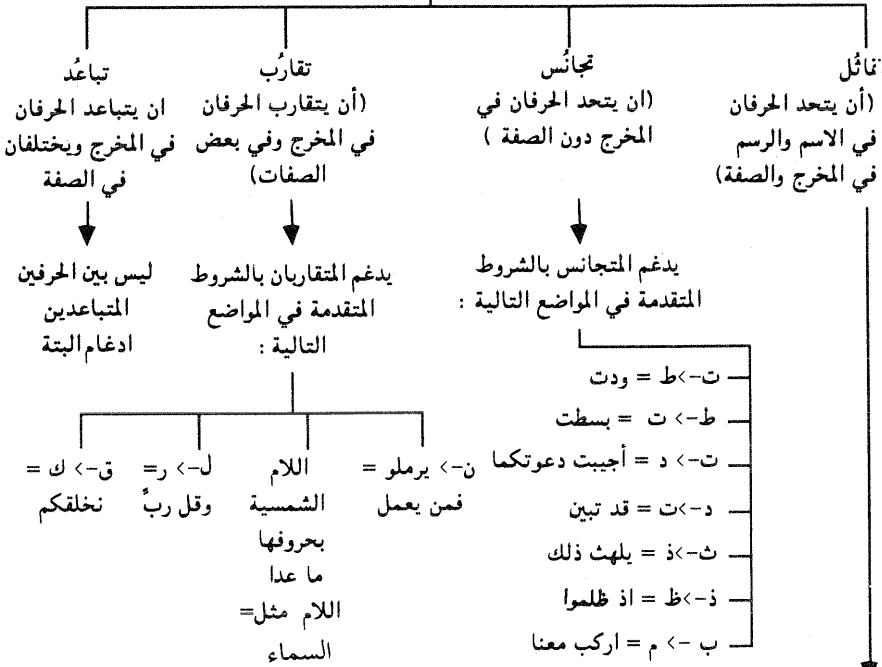 تماثُل
(أن يتحد الحرفان
في الاسم والرسم
في المخرج والصفة)
تجانُس
(ان يتحد الحرفان في
المخرج دون الصفة )
يدغم المتجانس بالشروط
المتقدمة في المواضع التالية :
ت->ط = ودت
ط-> ت = بسطت
ت-> د = أجيبت دعوتكما
د->ت = قد تبين
ث->ذ = يلهث ذلك
ذ->ظ = اذ ظلموا
ب -> م = اركب معنا
تقارُب
(أن يتقارب الحرفان
في المخرج وفي بعض
الصفات)
يدغم المتقاربان بالشروط
المتقدمة في المواضع
التالية :
ن-> يرملو =
فمن يعمل
اللام
الشمسية
بحروفها
ما عدا
اللام مثل=
السماء
ل-> ر=
وقل ربِّ
ق-> ك =
نخلقكم
تباعُد
ان يتباعد الحرفان
في المخرج ويختلفان
في الصفة
ليس بين الحرفين
المتباعدين
ادغام البتة